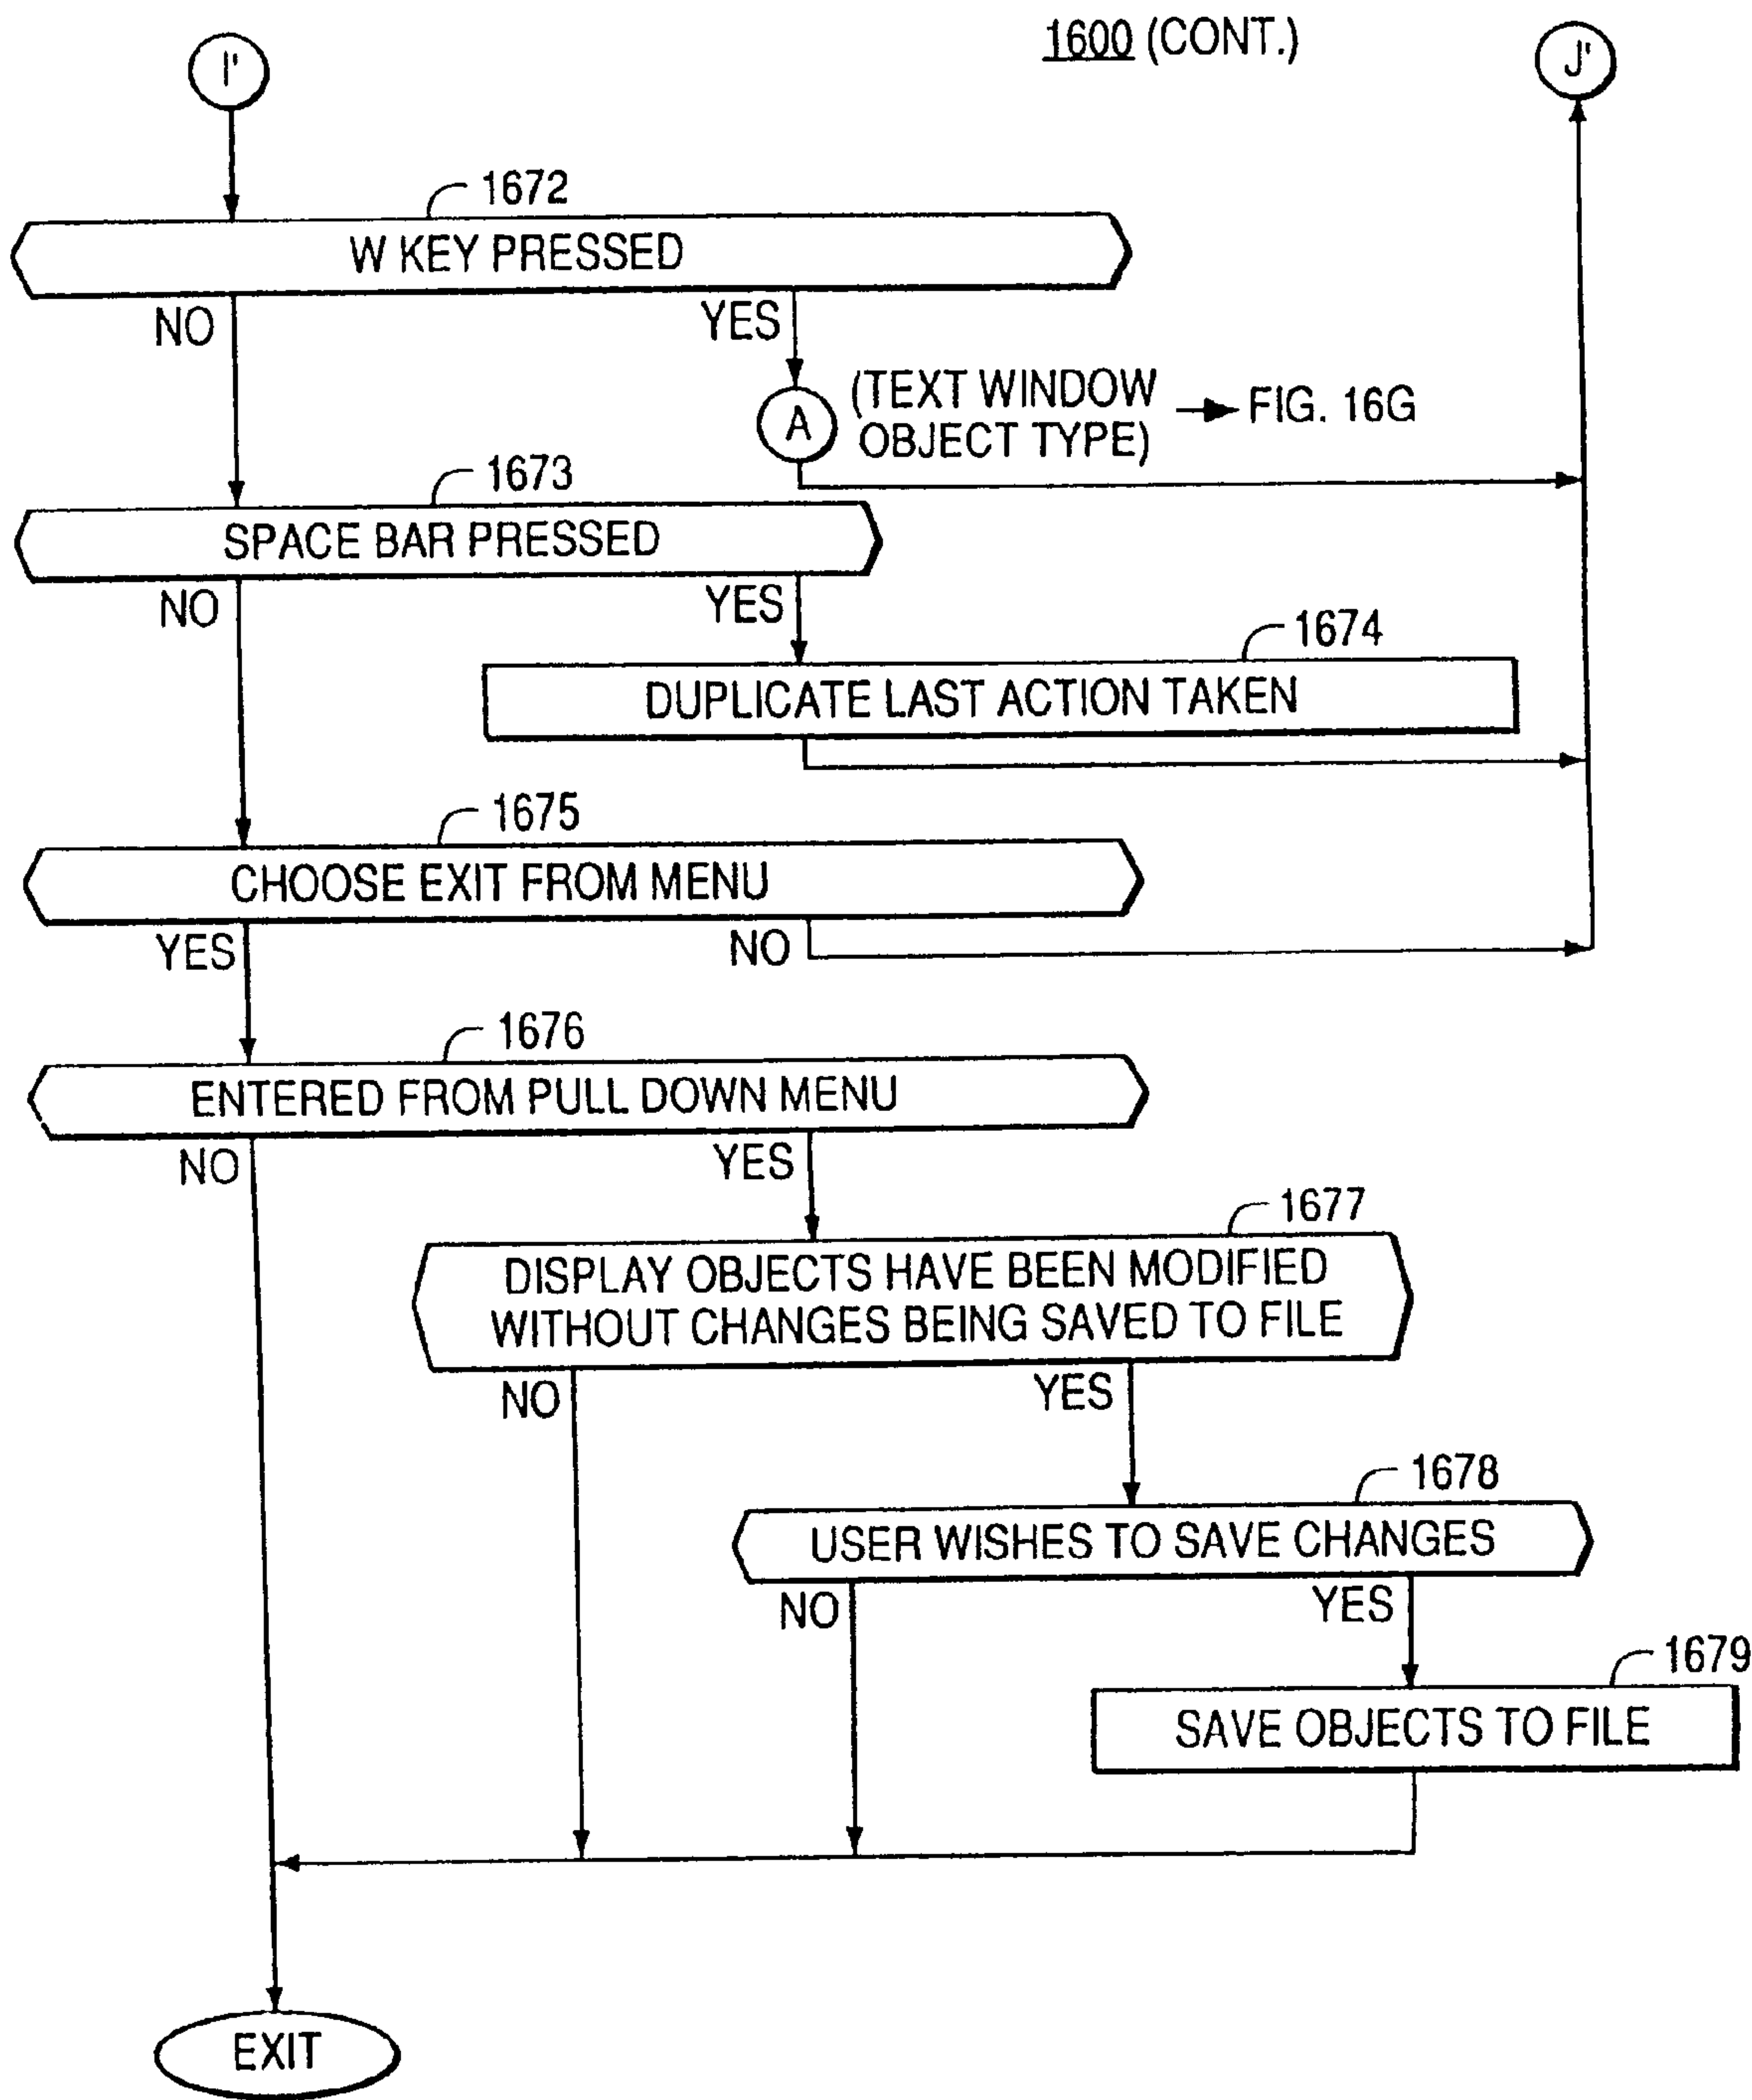 1600 (CONT.)
I'
J'
1672
W KEY PRESSED
NO
YES
A
(TEXT WINDOW
OBJECT TYPE)
FIG. 16G
1673
SPACE BAR PRESSED
NO
YES
1674
DUPLICATE LAST ACTION TAKEN
1675
CHOOSE EXIT FROM MENU
YES
NO
1676
ENTERED FROM PULL DOWN MENU
NO
YES
1677
DISPLAY OBJECTS HAVE BEEN MODIFIED
WITHOUT CHANGES BEING SAVED TO FILE
NO
YES
1678
USER WISHES TO SAVE CHANGES
NO
YES
1679
SAVE OBJECTS TO FILE
EXIT